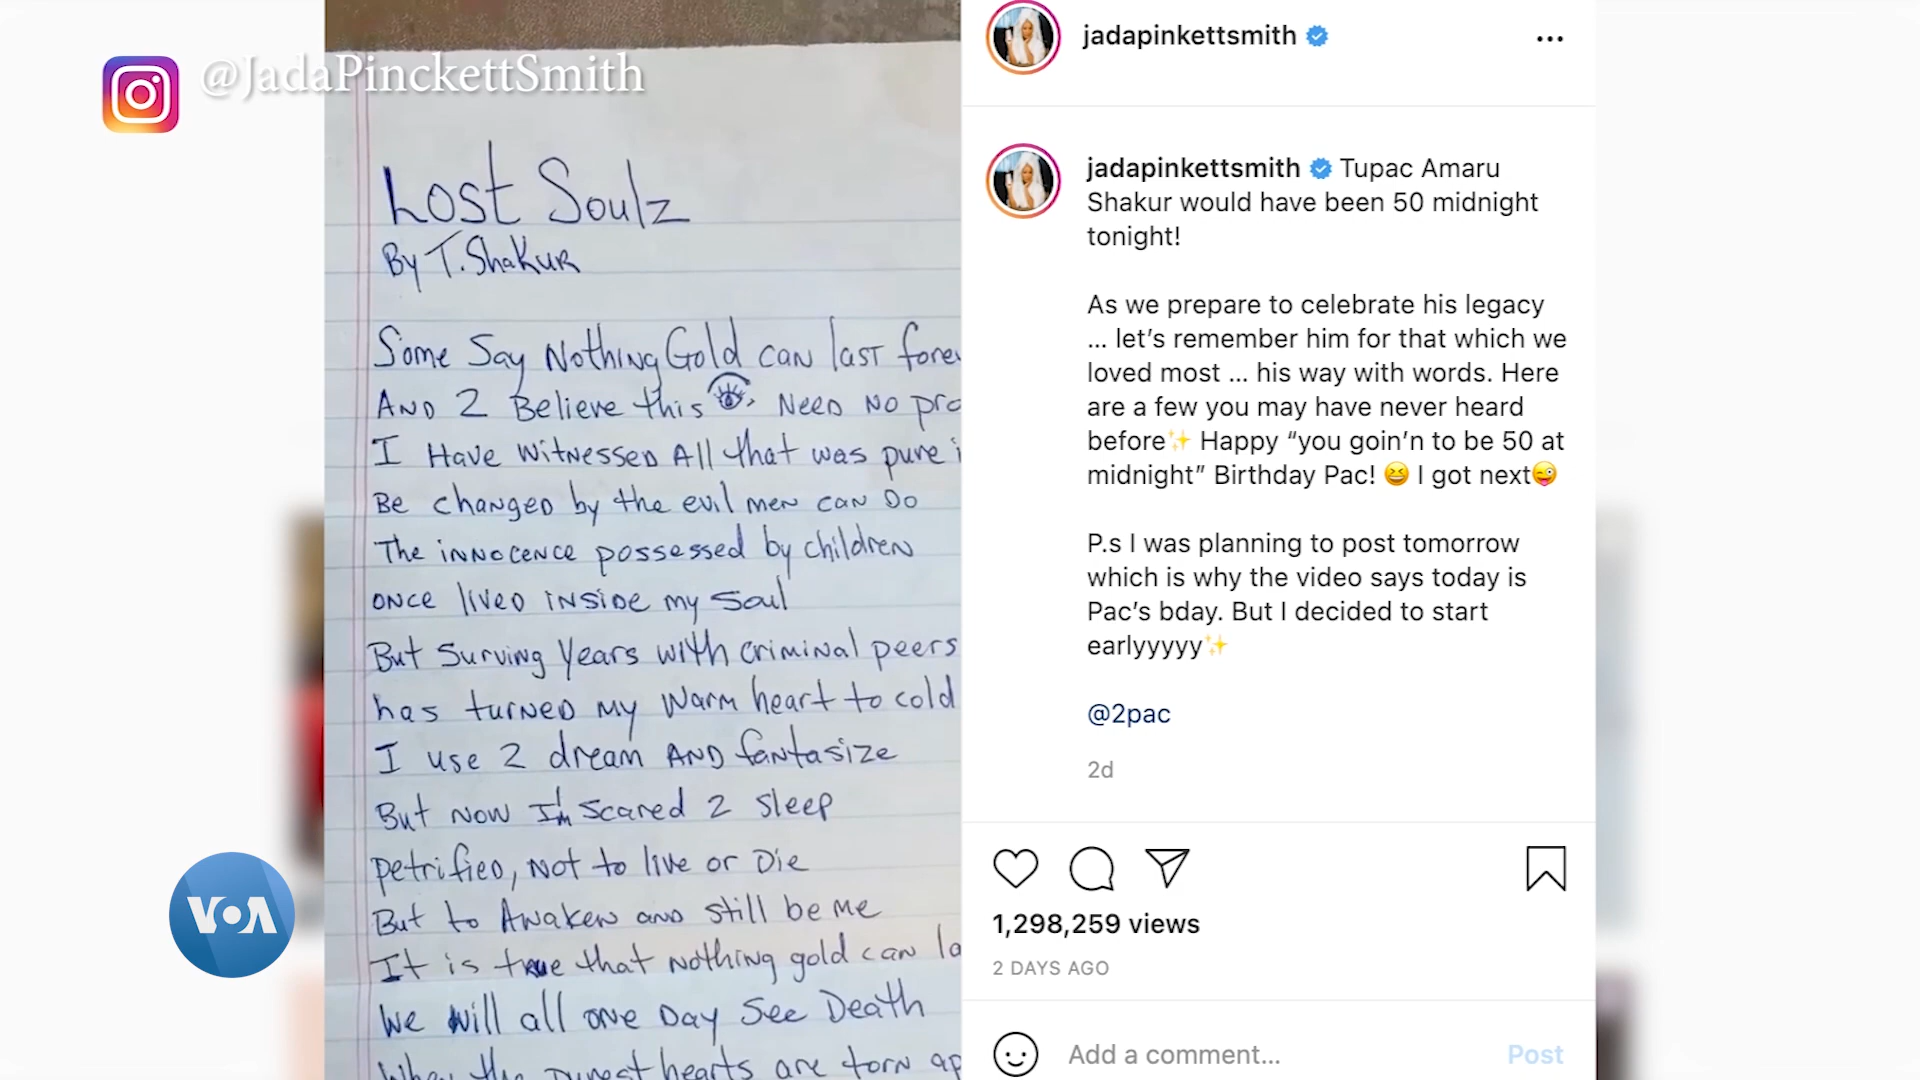 @JadaPinckettSmith
Lost Soulz
By T. Shakur
Some Say Nothing Gold can last
AND 2 Believe this NEED NO
I Have witnessed All that was pure
Be changed by the evil men can Do
The innocence possessed by children
once lived inside my soul
But Surving years with criminal peers
has turned my warm heart to cold
I use 2 dream AND fantasize
But NOW I'm scared 2 sleep
petrified, NOT to live or Die
But to Awaken and still be me
It is true that nothing gold can
We will all one Day see Death
When the purest hearts are torn
VOA
jadapinkettsmith
jadapinkettsmith Tupac Amaru
Shakur would have been 50 midnight
tonight!
As we prepare to celebrate his legacy
... let's remember him for that which we
loved most ... his way with words. Here
are a few you may have never heard
before✨ Happy “you goin’n to be 50 at
midnight” Birthday Pac! 😆 I got next😜
P.s I was planning to post tomorrow
which is why the video says today is
Pac’s bday. But I decided to start
earlyyyyy✨
@2pac
2d
1,298,259 views
2 DAYS AGO
Add a comment...
Post